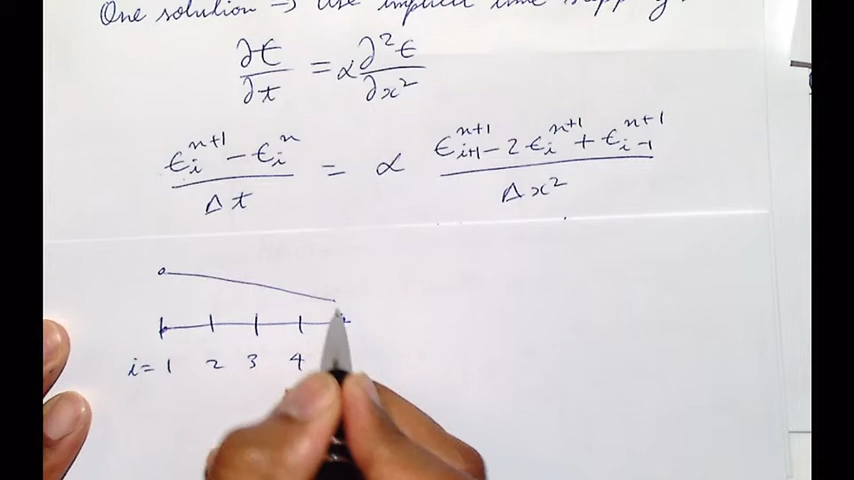 One solution → Use implicit time stepping.
∂ϵ/∂t = α ∂²ϵ/∂x²
(ϵ_i^{n+1} - ϵ_i^n)/Δt = α (ϵ_{i+1}^{n+1} - 2ϵ_i^{n+1} + ϵ_{i-1}^{n+1})/Δx²
i= 1 2 3 4